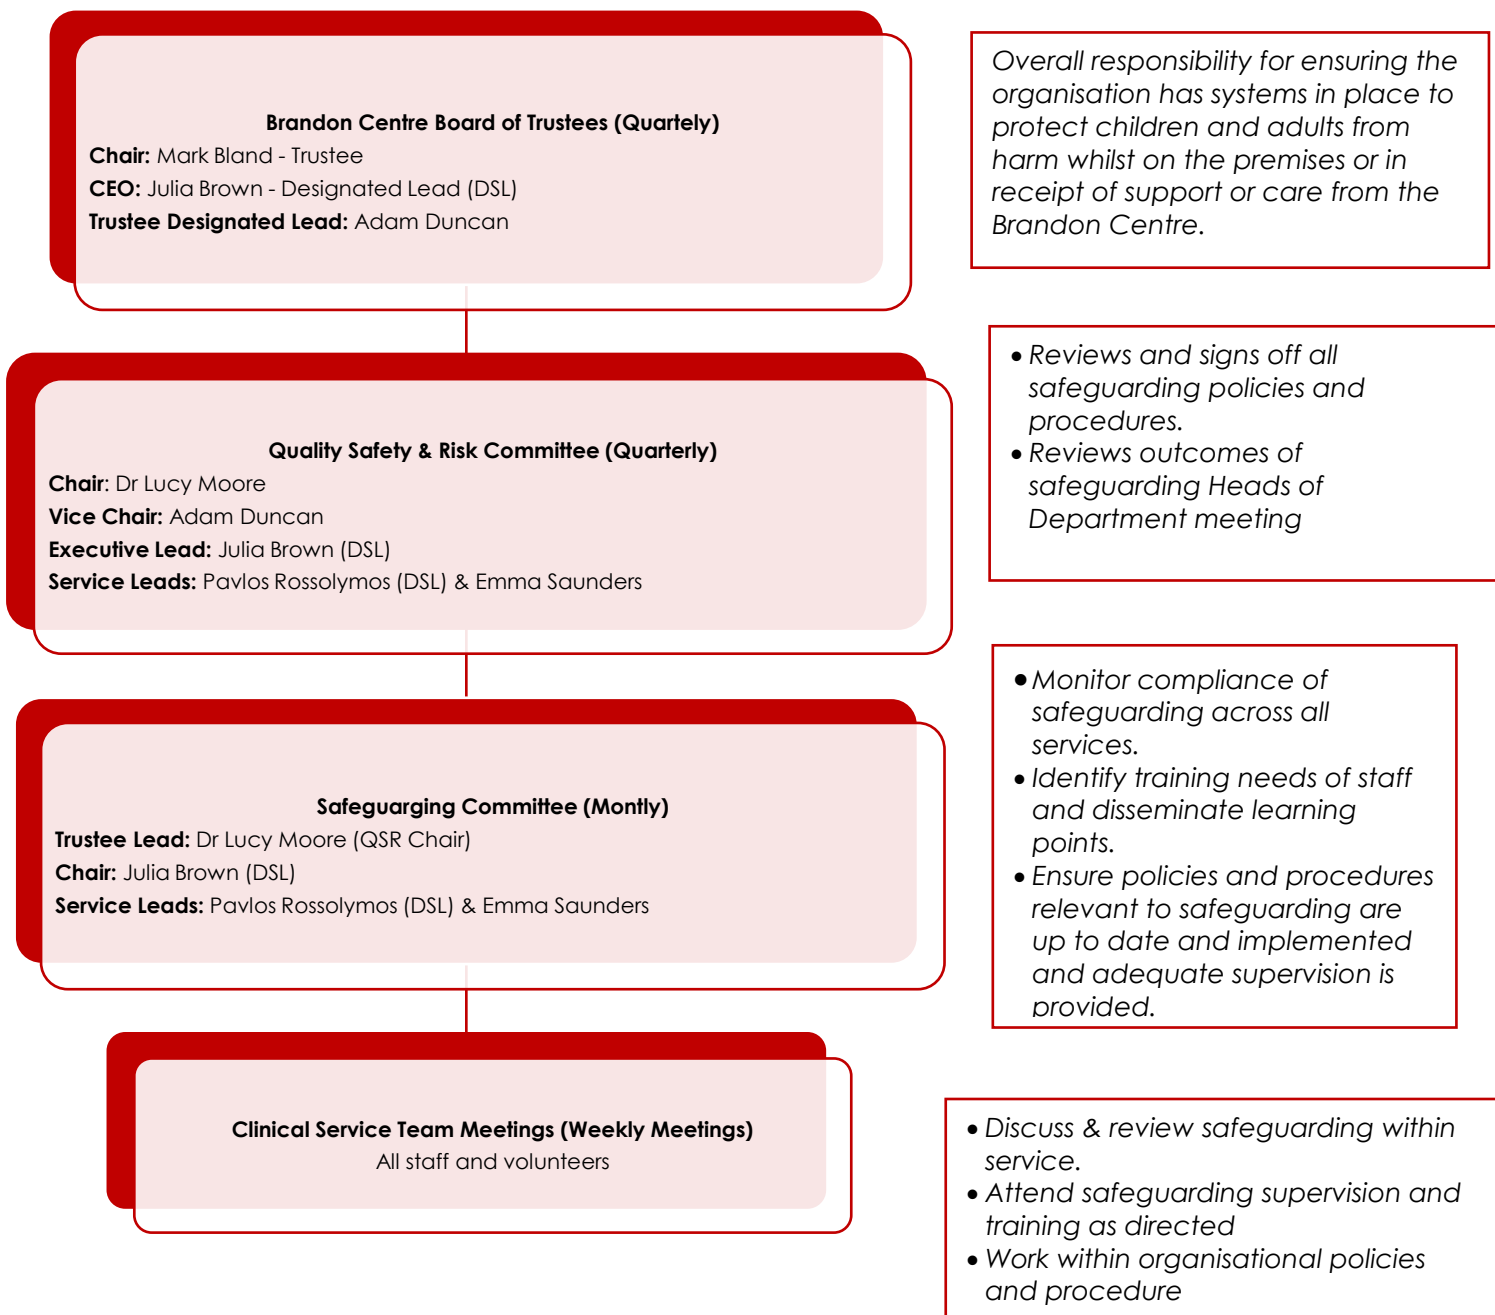 Brandon Centre Board of Trustees (Quartely)
Chair: Mark Bland - Trustee
CEO: Julia Brown - Designated Lead (DSL)
Trustee Designated Lead: Adam Duncan
Overall responsibility for ensuring the
organisation has systems in place to
protect children and adults from
harm whilst on the premises or in
receipt of support or care from the
Brandon Centre.
Quality Safety & Risk Committee (Quarterly)
Chair: Dr Lucy Moore
Vice Chair: Adam Duncan
Executive Lead: Julia Brown (DSL)
Service Leads: Pavlos Rossolymos (DSL) & Emma Saunders
• Reviews and signs off all
safeguarding policies and
procedures.
• Reviews outcomes of
safeguarding Heads of
Department meeting
Safeguarging Committee (Montly)
Trustee Lead: Dr Lucy Moore (QSR Chair)
Chair: Julia Brown (DSL)
Service Leads: Pavlos Rossolymos (DSL) & Emma Saunders
• Monitor compliance of
safeguarding across all
services.
• Identify training needs of staff
and disseminate learning
points.
• Ensure policies and procedures
relevant to safeguarding are
up to date and implemented
and adequate supervision is
provided.
Clinical Service Team Meetings (Weekly Meetings)
All staff and volunteers
• Discuss & review safeguarding within
service.
• Attend safeguarding supervision and
training as directed
• Work within organisational policies
and procedure